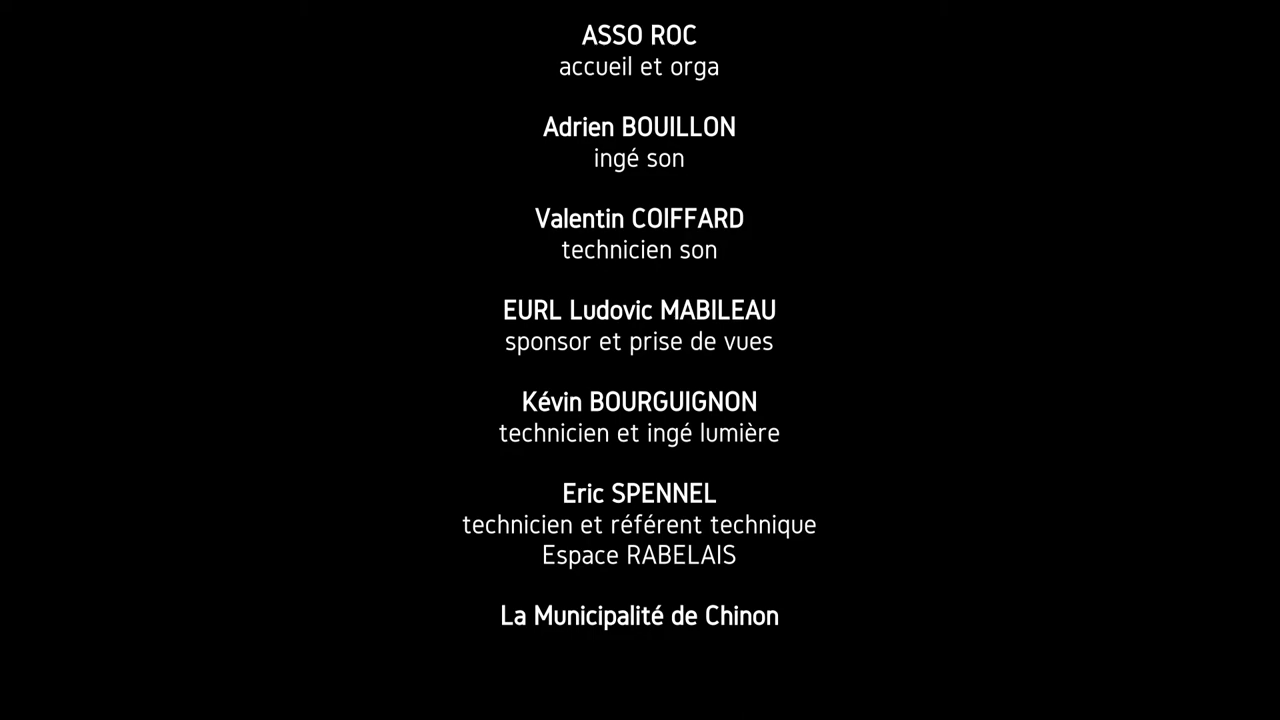 ASSO ROC
accueil et orga
Adrien BOUILLON
ingé son
Valentin COIFFARD
technicien son
EURL Ludovic MABILEAU
sponsor et prise de vues
Kévin BOURGUIGNON
technicien et ingé lumière
Eric SPENNEL
technicien et référent technique
Espace RABELAIS
La Municipalité de Chinon